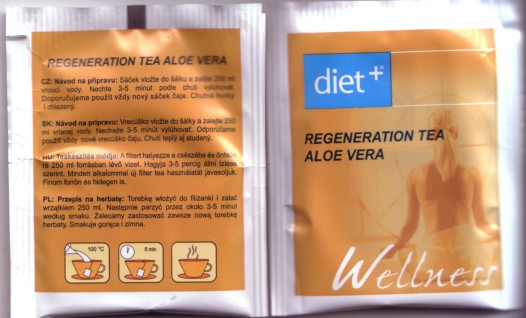 REGENERATION TEA ALOE VERA
CZ: Návod na přípravu: Sáček vložte do šálku a zalejte 250 ml
vroucí vody. Nechte 3-5 minut podle chuti vyluhovat.
Doporučujeme použít vždy nový sáček čaje. Chutná horký
i chlazený.
SK: Návod na prípravu: Vrecúško vložte do šálky a zalejte 250
ml vriacej vody. Nechajte 3-5 minút vylúhovať. Odporúčame
použiť vždy nové vrecúško čaju. Chutí teplý aj studený.
HU: Teakészítés módja: A filtert helyezze a csészébe és öntsön
rá 250 ml forrásban lévő vizet. Hagyja 3-5 percig állni ízlése
szerint. Minden alkalommal új filter tea használatát javasoljuk.
Finom forrón és hidegen is.
PL: Przepis na herbatę: Torebkę włożyć do filiżanki i zalać
wrzątkiem 250 ml. Następnie parzyć przez około 3-5 minut
według smaku. Zalecamy zastosować zawsze nową torebkę
herbaty. Smakuje gorąca i zimna.
100 °C
5 min
diet+®
REGENERATION TEA
ALOE VERA
Wellness